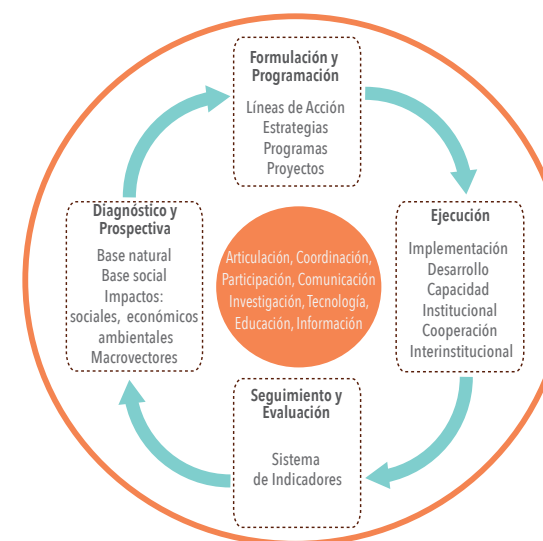 Formulación y
Programación
Líneas de Acción
Estrategias
Programas
Proyectos
Diagnóstico y
Prospectiva
Base natural
Base social
Impactos:
sociales, económicos
ambientales
Macrovectores
Articulación, Coordinación,
Participación, Comunicación
Investigación, Tecnología,
Educación, Información
Ejecución
Implementación
Desarrollo
Capacidad
Institucional
Cooperación
Interinstitucional
Seguimiento y
Evaluación
Sistema
de Indicadores